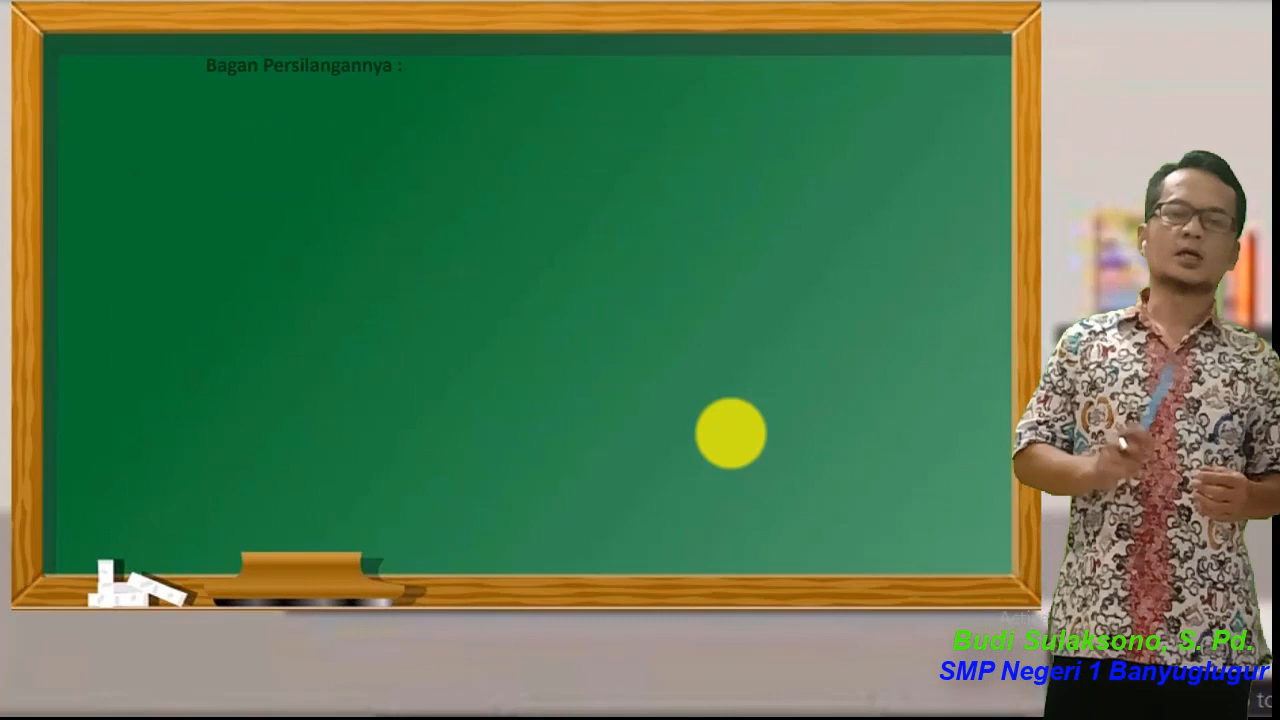 Bagan Persilangannya :
Budi Sulaksono, S. Pd.
SMP Negeri 1 Banyuglugur